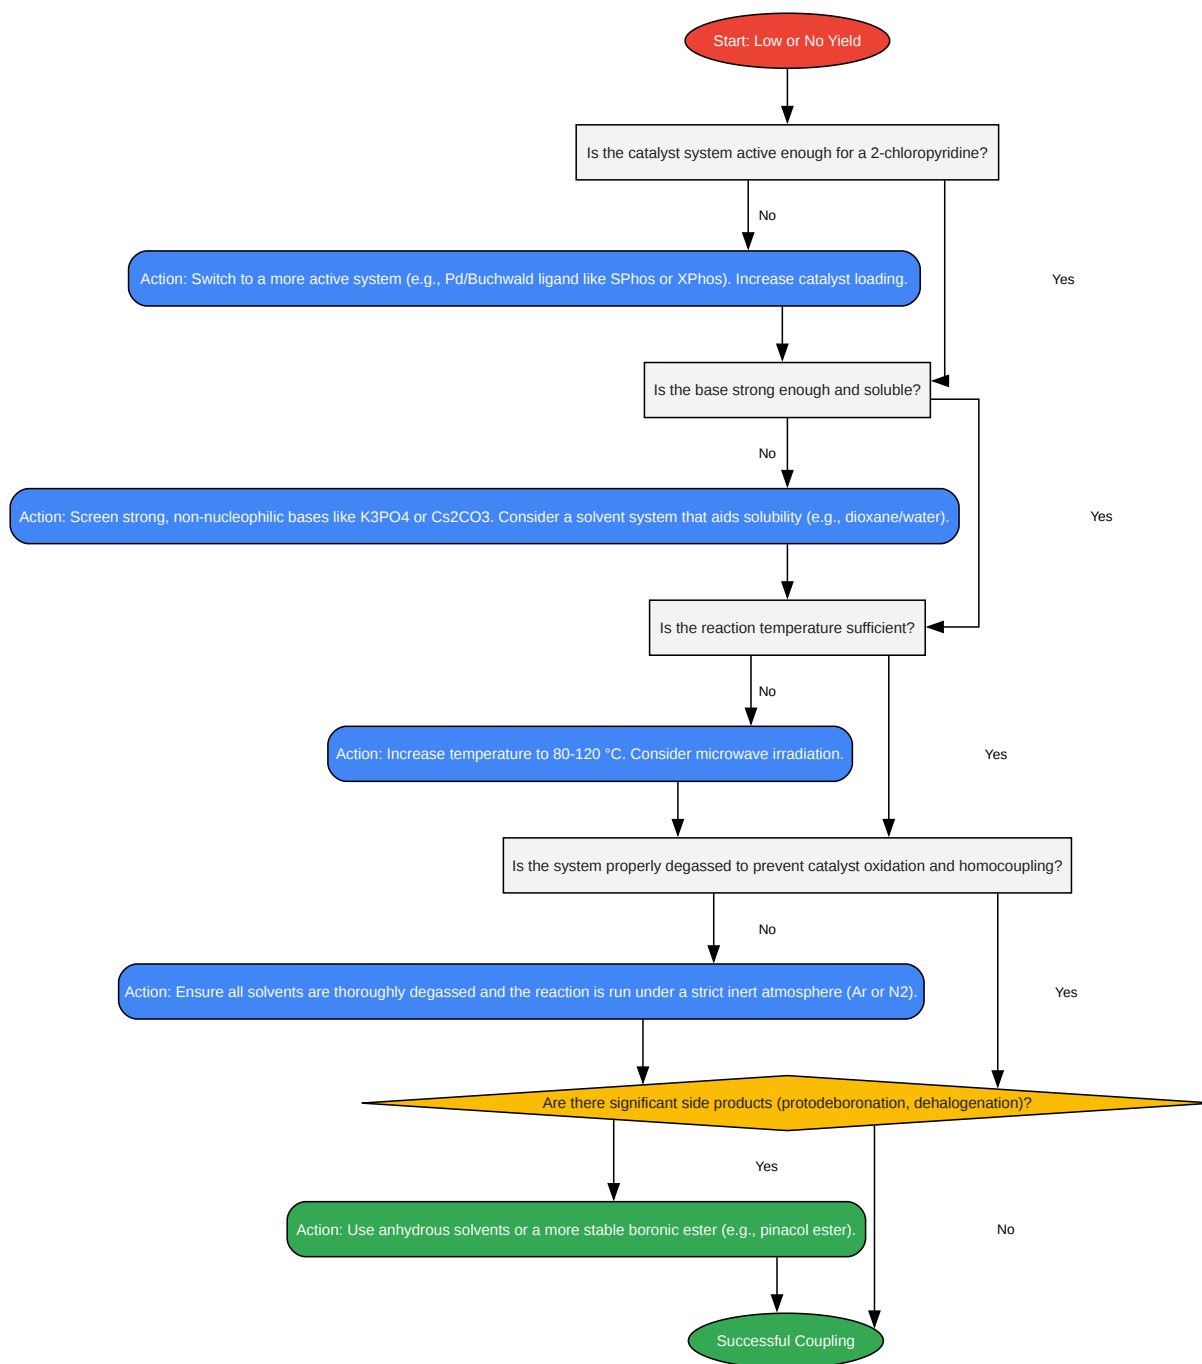 Start: Low or No Yield
Is the catalyst system active enough for a 2-chloropyridine?
No
Action: Switch to a more active system (e.g., Pd/Buchwald ligand like SPhos or XPhos). Increase catalyst loading.
Yes
Is the base strong enough and soluble?
No
Action: Screen strong, non-nucleophilic bases like K3PO4 or Cs2CO3. Consider a solvent system that aids solubility (e.g., dioxane/water).
Yes
Is the reaction temperature sufficient?
No
Action: Increase temperature to 80-120 °C. Consider microwave irradiation.
Yes
Is the system properly degassed to prevent catalyst oxidation and homocoupling?
No
Action: Ensure all solvents are thoroughly degassed and the reaction is run under a strict inert atmosphere (Ar or N2).
Yes
Are there significant side products (protodeboronation, dehalogenation)?
Yes
Action: Use anhydrous solvents or a more stable boronic ester (e.g., pinacol ester).
No
Successful Coupling